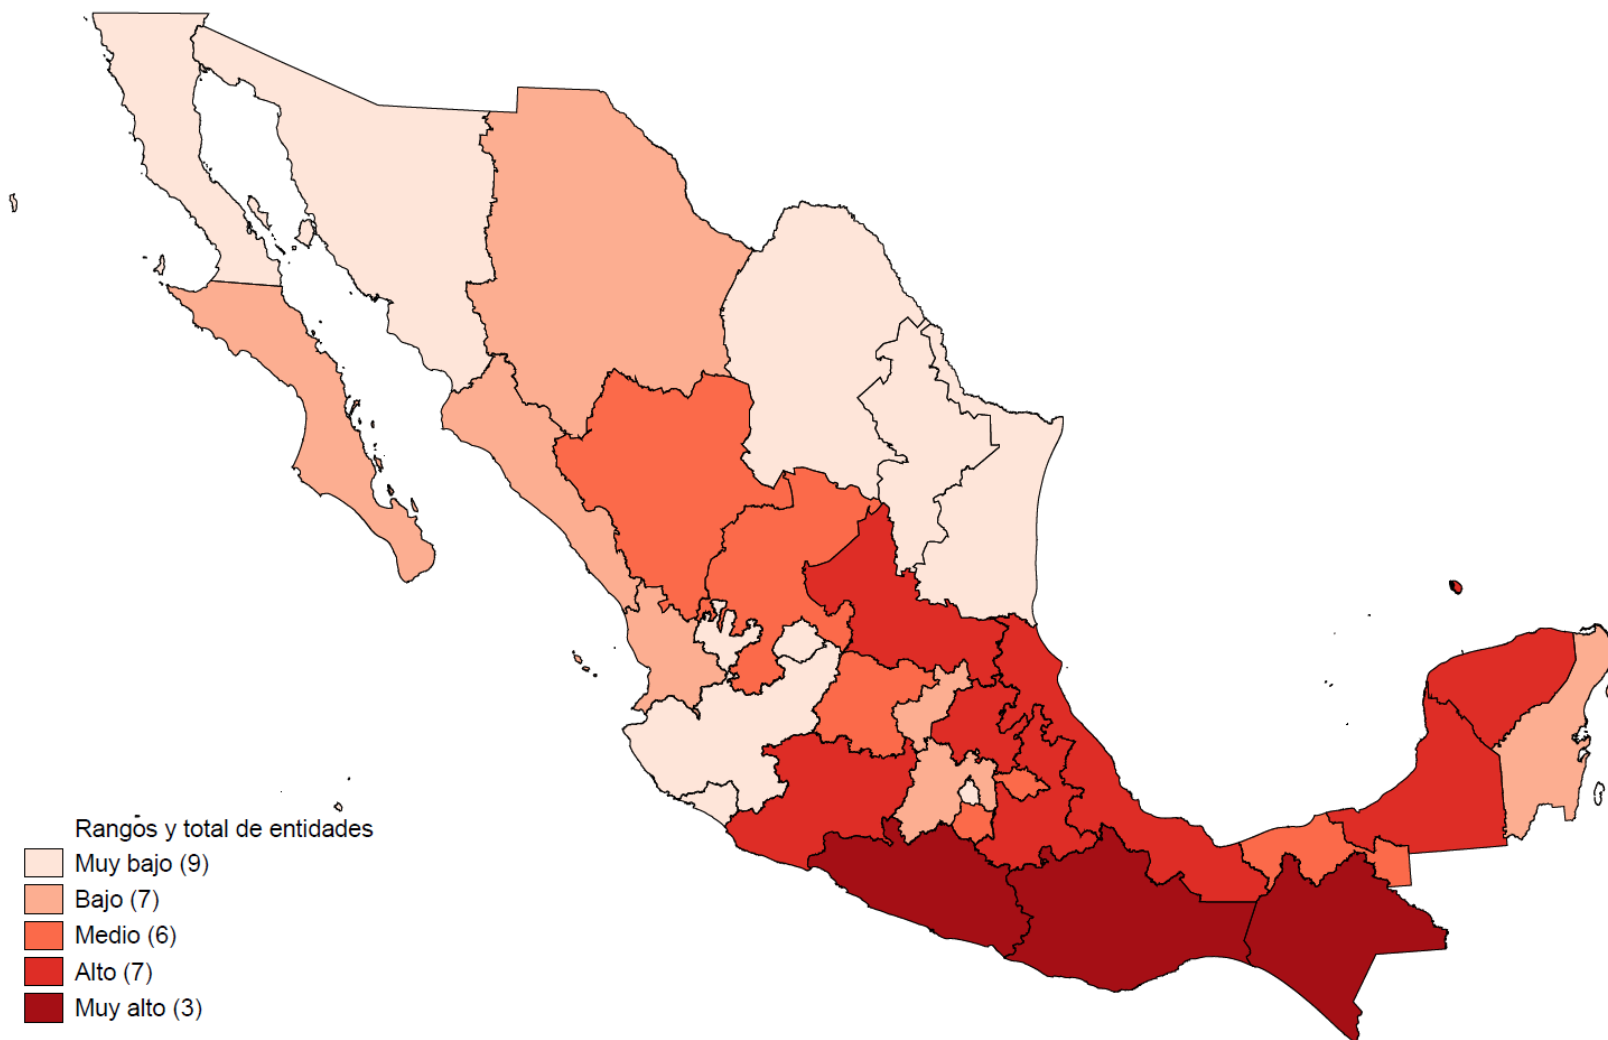 Rangos y total de entidades
Muy bajo (9)
Bajo (7)
Medio (6)
Alto (7)
Muy alto (3)